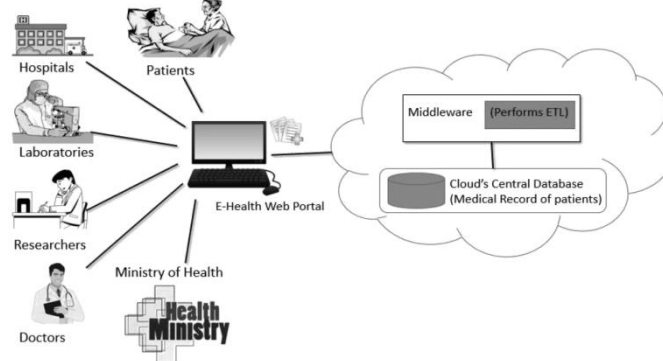 Hospitals
Patients
Laboratories
Researchers
Doctors
Ministry of Health
Health
Ministry
E-Health Web Portal
Middleware (Performs ETL)
Cloud's Central Database
(Medical Record of patients)